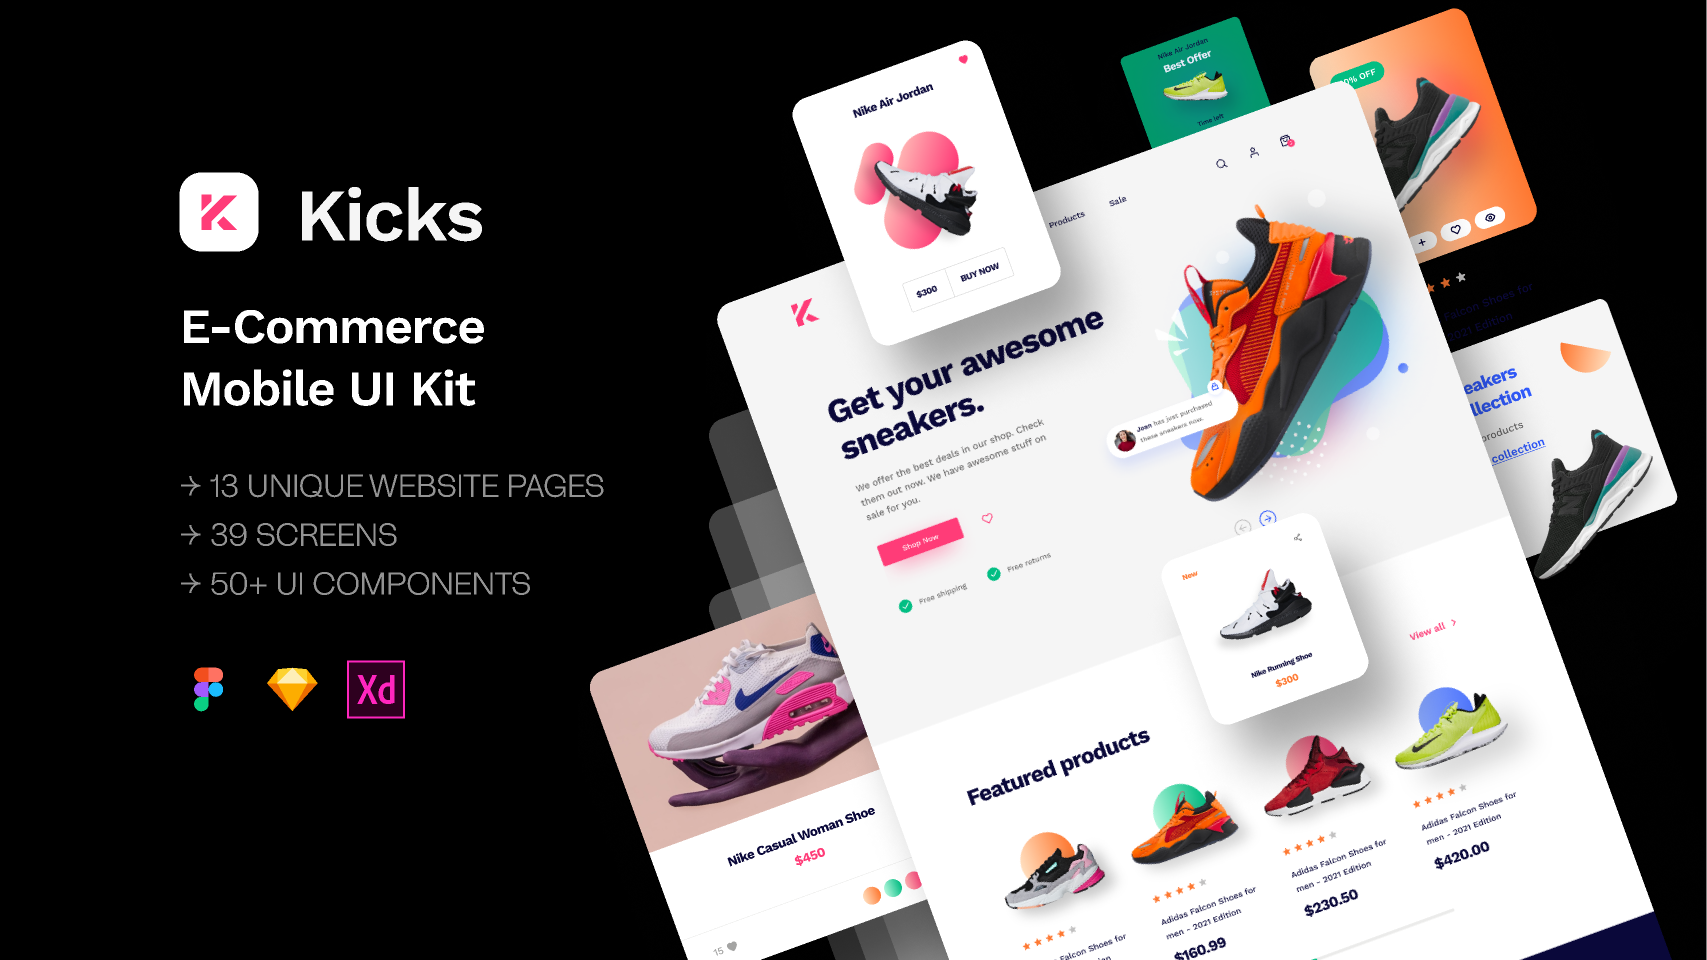 Kicks
E-Commerce
Mobile UI Kit
→ 13 UNIQUE WEBSITE PAGES
→ 39 SCREENS
→ 50+ UI COMPONENTS
Xd
Nike Air Jordan
$300
BUY NOW
Nike Air Jordan
Best Offer
Time left
0% OFF
Products
Sale
Get your awesome
sneakers.
We offer the best deals in our shop. Check
them out now. We have awesome stuff on
sale for you.
Shop Now
Free shipping
Free returns
Joan has just purchased
these sneakers now.
Falcon Shoes for
2021 Edition
eakers
llection
products
collection
New
Nike Running Shoe
$300
View all
Featured products
Adidas Falcon Shoes for
men - 2021 Edition
$420.00
Adidas Falcon Shoes for
men - 2021 Edition
$230.50
Adidas Falcon Shoes for
men - 2021 Edition
$160.99
Adidas Falcon Shoes for
2021 Edition
Nike Casual Woman Shoe
$450
15